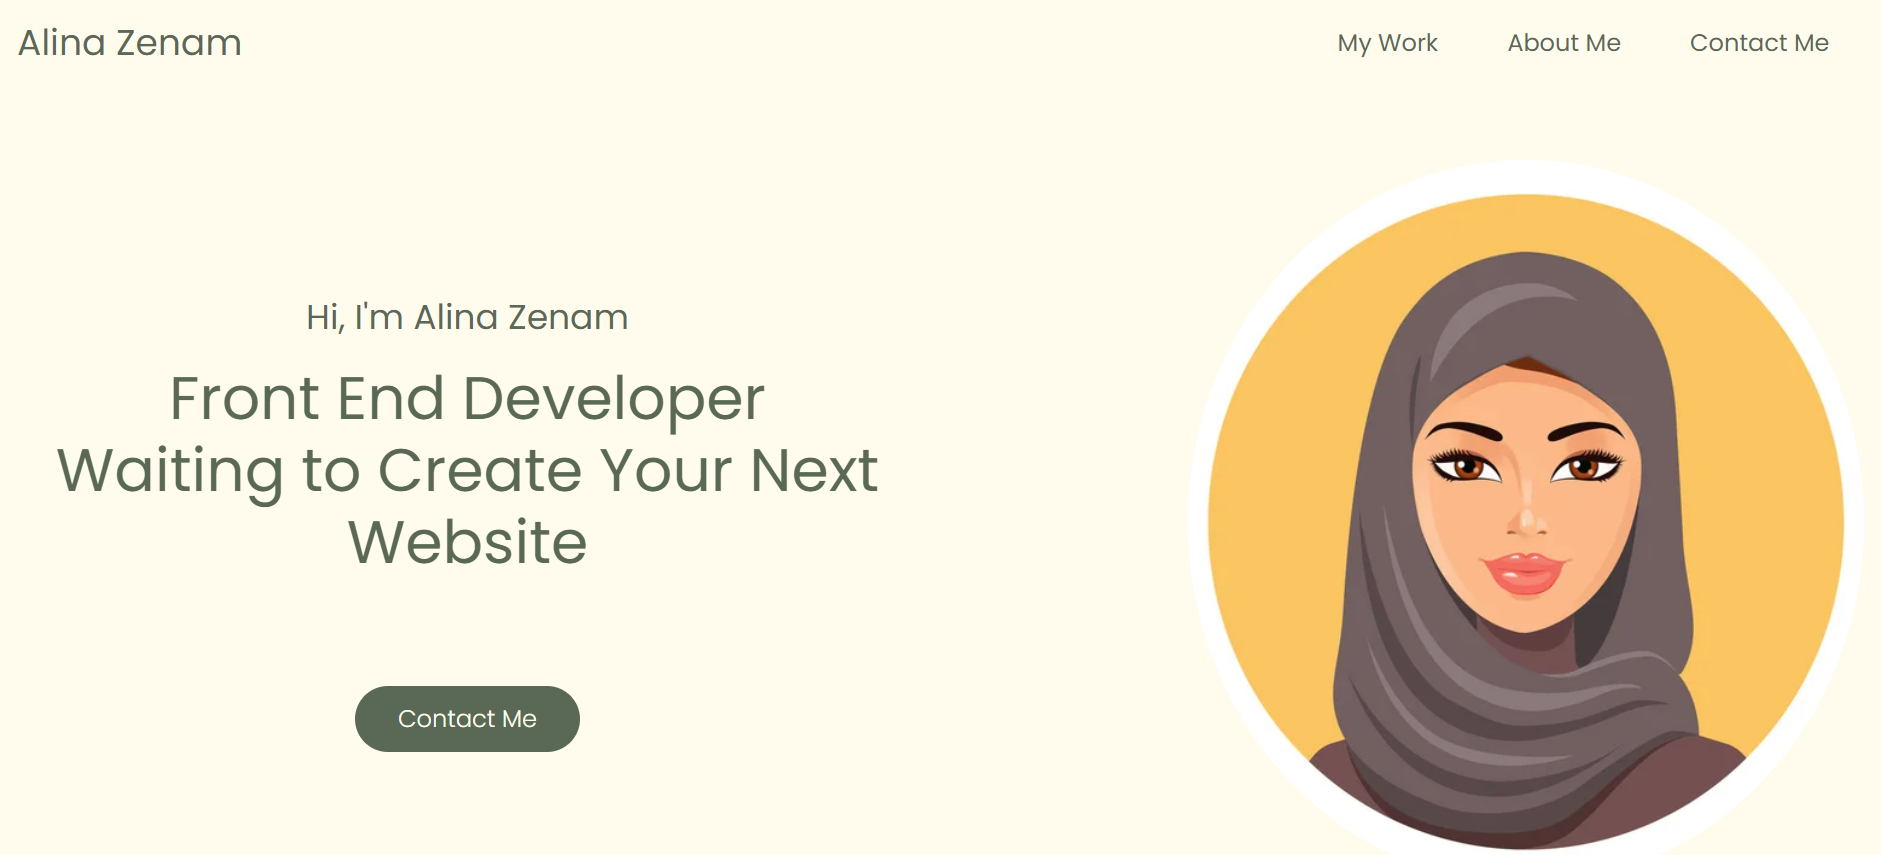 Alina Zenam
My Work
About Me
Contact Me
Hi, I'm Alina Zenam
Front End Developer
Waiting to Create Your Next
Website
Contact Me